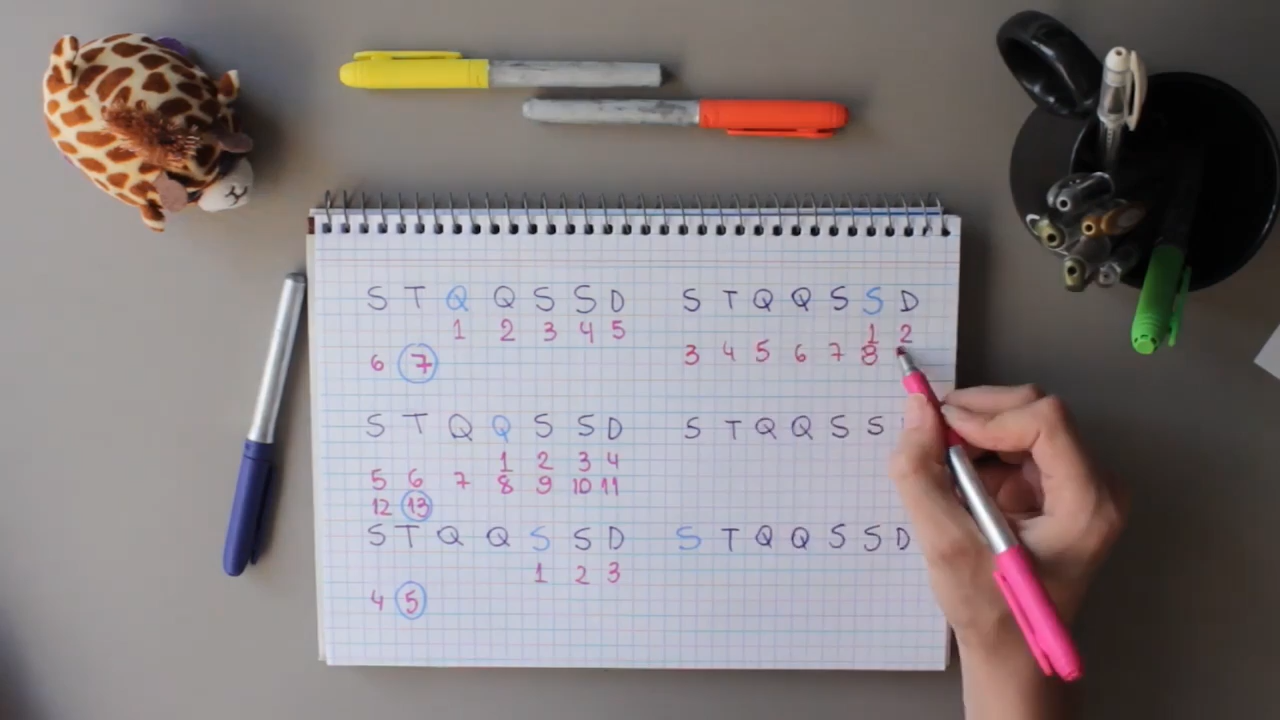 S T Q Q S S D
1 2 3 4 5
6 7
S T Q Q S S D
1 2 3 4
5 6 7 8 9 10 11
12 13
S T Q Q S S D
1 2 3
4 5
S T Q Q S S D
1 2
3 4 5 6 7 8
S T Q Q S S
S T Q Q S S D